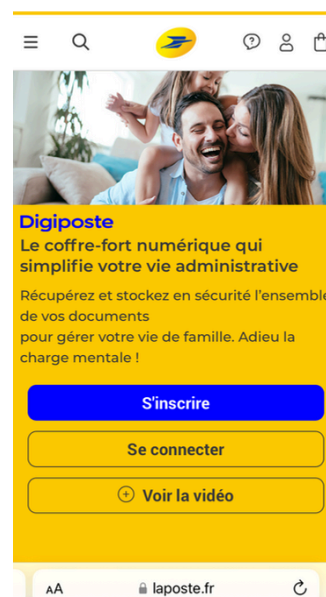 Digiposte
Le coffre-fort numérique qui
simplifie votre vie administrative
Récupérez et stockez en sécurité l'ensemble
de vos documents
pour gérer votre vie de famille. Adieu la
charge mentale !
S'inscrire
Se connecter
Voir la vidéo
AA laposte.fr